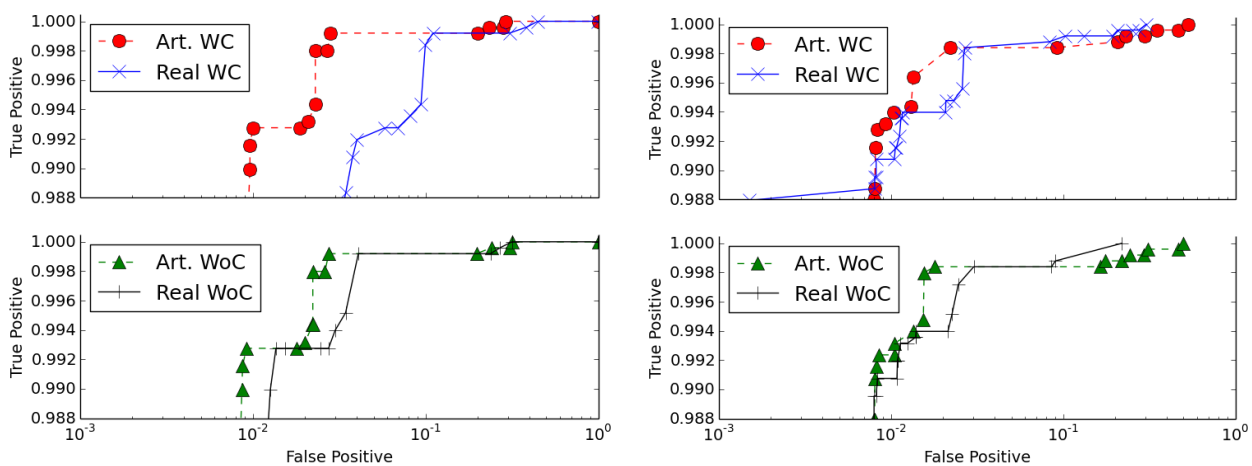 1.000
0.998
0.996
0.994
0.992
0.990
0.988
True Positive
Art. WC
Real WC
1.000
0.998
0.996
0.994
0.992
0.990
0.988
True Positive
Art. WC
Real WC
1.000
0.998
0.996
0.994
0.992
0.990
0.988
True Positive
Art. WoC
Real WoC
10^-3
10^-2
10^-1
10^0
False Positive
1.000
0.998
0.996
0.994
0.992
0.990
0.988
True Positive
Art. WoC
Real WoC
10^-3
10^-2
10^-1
10^0
False Positive